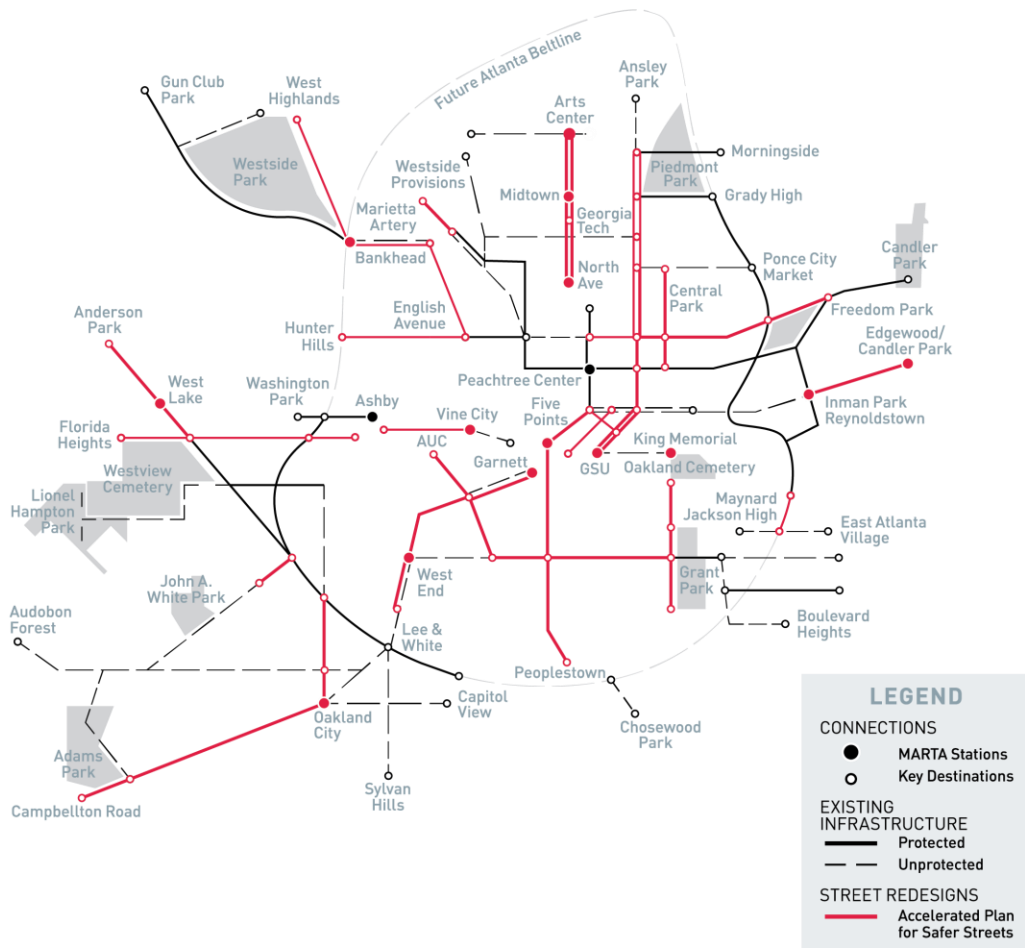 Future Atlanta Beltline
Gun Club
Park
West
Highlands
Ansley
Park
Arts
Center
Westside
Park
Westside
Provisions
Morningside
Piedmont
Park
Midtown
Grady High
Marietta
Artery
Georgia
Tech
Bankhead
Candler
Park
Ponce City
Market
North
Ave
Central
Park
English
Avenue
Anderson
Park
Hunter
Hills
Freedom Park
Edgewood/
Candler Park
Peachtree Center
West
Lake
Washington
Park
Ashby
Inman Park
Reynoldstown
Five
Points
Vine City
Florida
Heights
AUC
King Memorial
Garnett
GSU
Oakland Cemetery
Westview
Cemetery
Lionel
Hampton
Park
Maynard
Jackson High
East Atlanta
Village
West
End
Grant
Park
John A.
White Park
Audobon
Forest
Lee &
White
Boulevard
Heights
Peoplestown
Capitol
View
Oakland
City
Chosewood
Park
Adams
Park
Sylvan
Hills
Campbellton Road
LEGEND
CONNECTIONS
MARTA Stations
Key Destinations
EXISTING
INFRASTRUCTURE
Protected
Unprotected
STREET REDESIGNS
Accelerated Plan
for Safer Streets